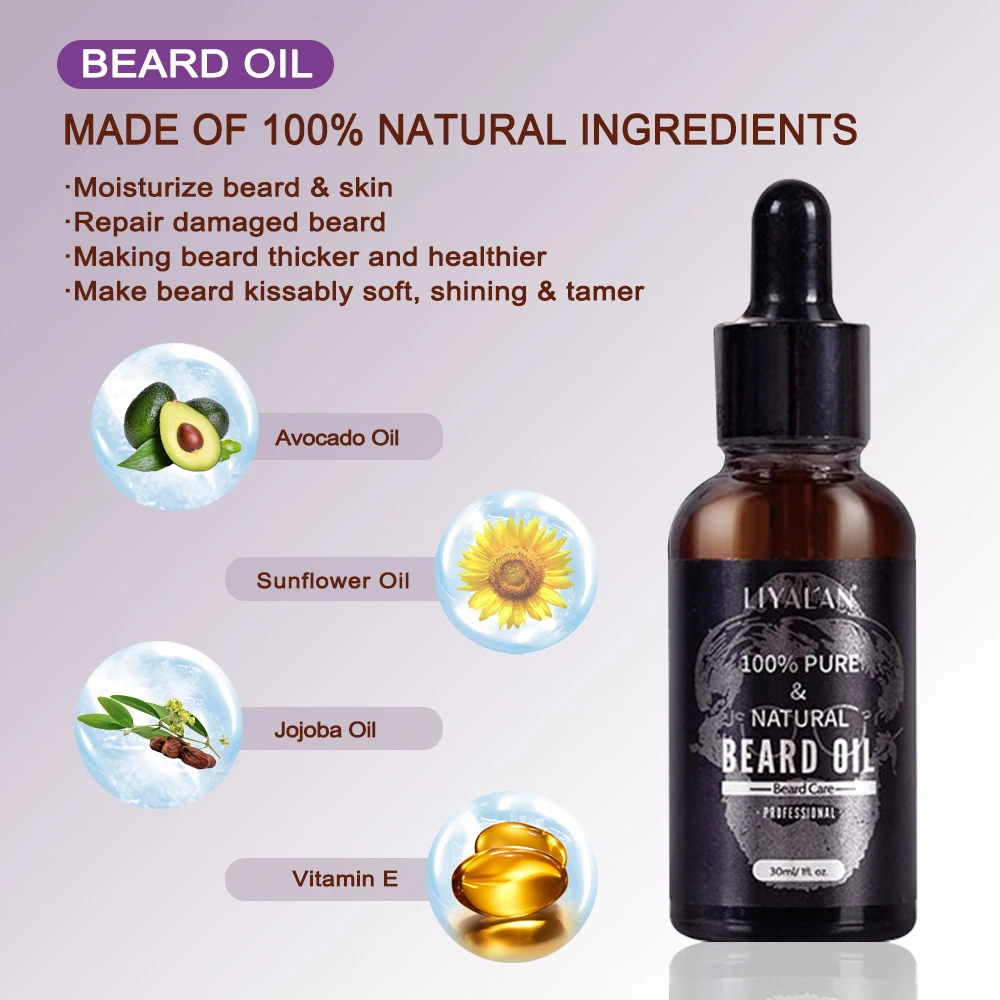 BEARD OIL
MADE OF 100% NATURAL INGREDIENTS
·Moisturize beard & skin
·Repair damaged beard
·Making beard thicker and healthier
·Make beard kissably soft, shining & tamer
Avocado Oil
Sunflower Oil
Jojoba Oil
Vitamin E
LIYALAN®
100% PURE
&
NATURAL
BEARD OIL
Beard Care
· PROFESSIONAL ·
30ml/1fl. oz.